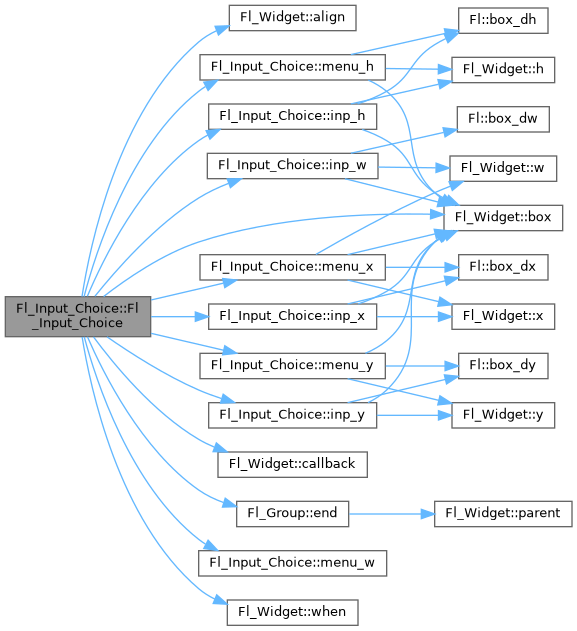 Fl_Input_Choice::Fl
_Input_Choice
Fl_Widget::align
Fl_Input_Choice::menu_h
Fl_Input_Choice::inp_h
Fl_Input_Choice::inp_w
Fl_Input_Choice::menu_x
Fl_Input_Choice::inp_x
Fl_Input_Choice::menu_y
Fl_Input_Choice::inp_y
Fl_Widget::callback
Fl_Group::end
Fl_Input_Choice::menu_w
Fl_Widget::when
Fl::box_dh
Fl_Widget::h
Fl::box_dw
Fl_Widget::w
Fl_Widget::box
Fl::box_dx
Fl_Widget::x
Fl::box_dy
Fl_Widget::y
Fl_Widget::parent